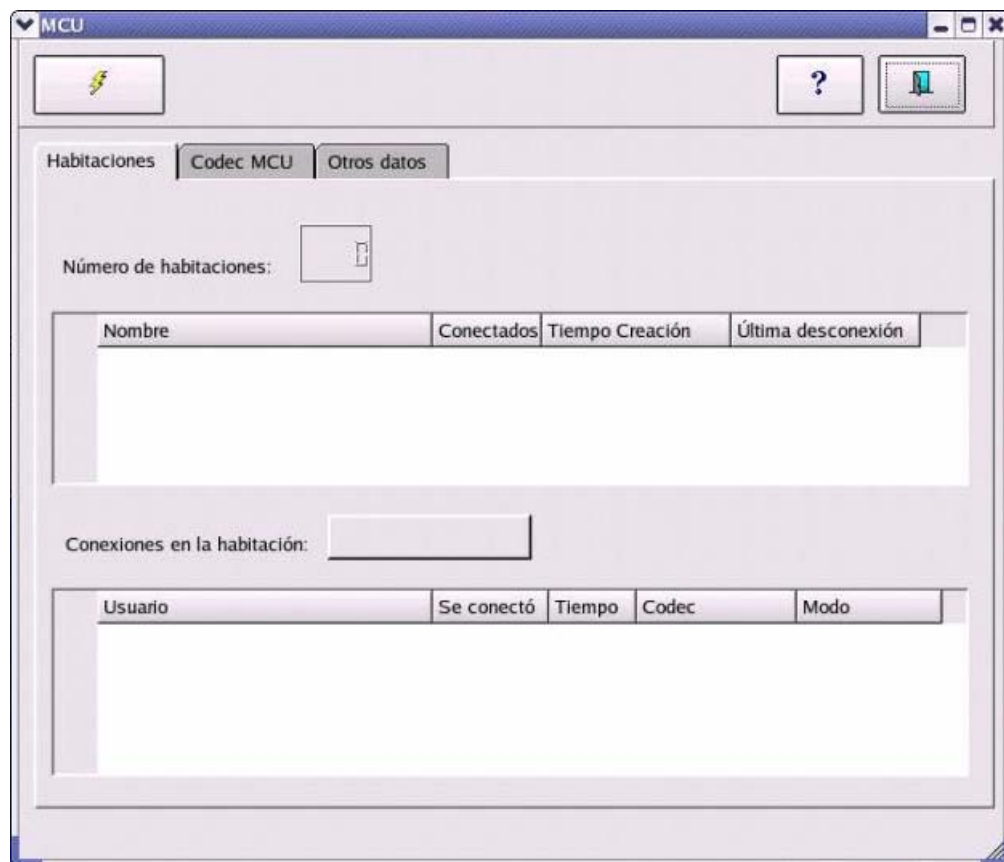 MCU
?
Habitaciones Codec MCU Otros datos
Número de habitaciones: 0
Nombre Conectados Tiempo Creación Última desconexión
Conexiones en la habitación:
Usuario Se conectó Tiempo Codec Modo